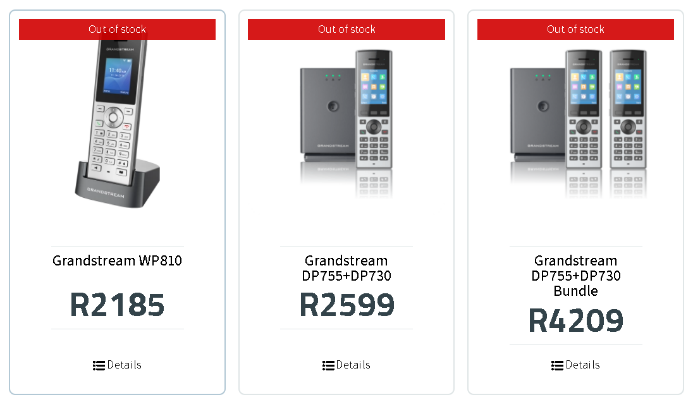 Out of stock
GRANDSTREAM
Grandstream WP810
R2185
Details
Out of stock
Grandstream
DP755+DP730
R2599
Details
Out of stock
Grandstream
DP755+DP730
Bundle
R4209
Details